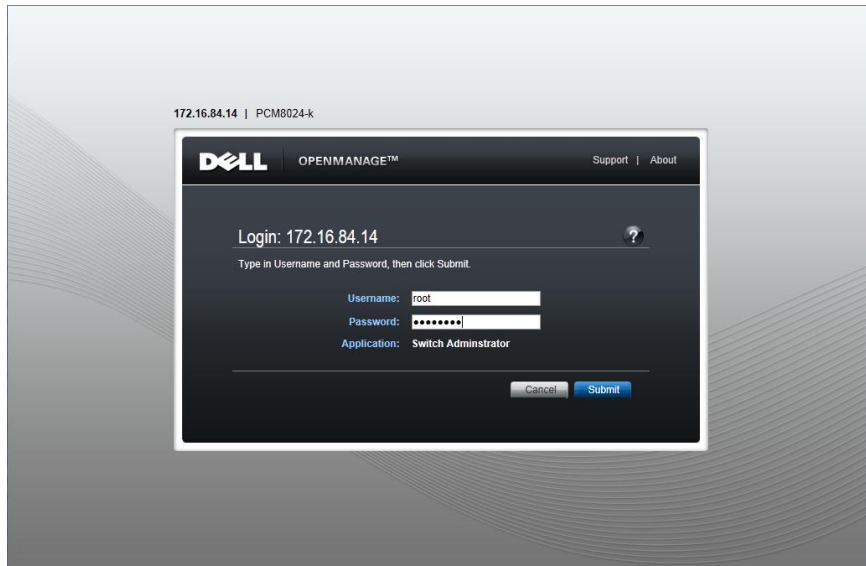 172.16.84.14 | PCM8024-k
DELL OPENMANAGE™ Support | About
Login: 172.16.84.14 ?
Type in Username and Password, then click Submit.
Username: root
Password: ••••••••
Application: Switch Adminstrator
Cancel Submit